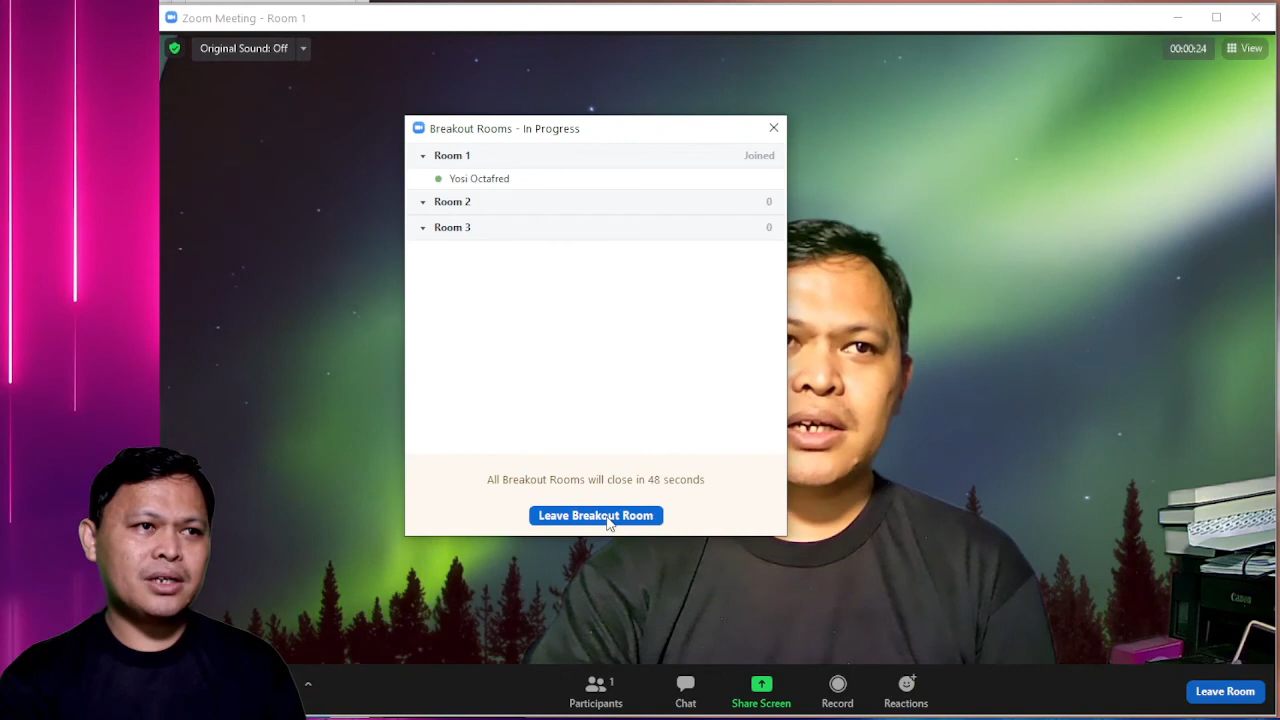 Zoom Meeting - Room 1
Original Sound: Off
00:00:24
View
Breakout Rooms - In Progress
Room 1 Joined
Yosi Octafred
Room 2 0
Room 3 0
All Breakout Rooms will close in 48 seconds
Leave Breakout Room
Canon
1
Participants
Chat
Share Screen
Record
Reactions
Leave Room